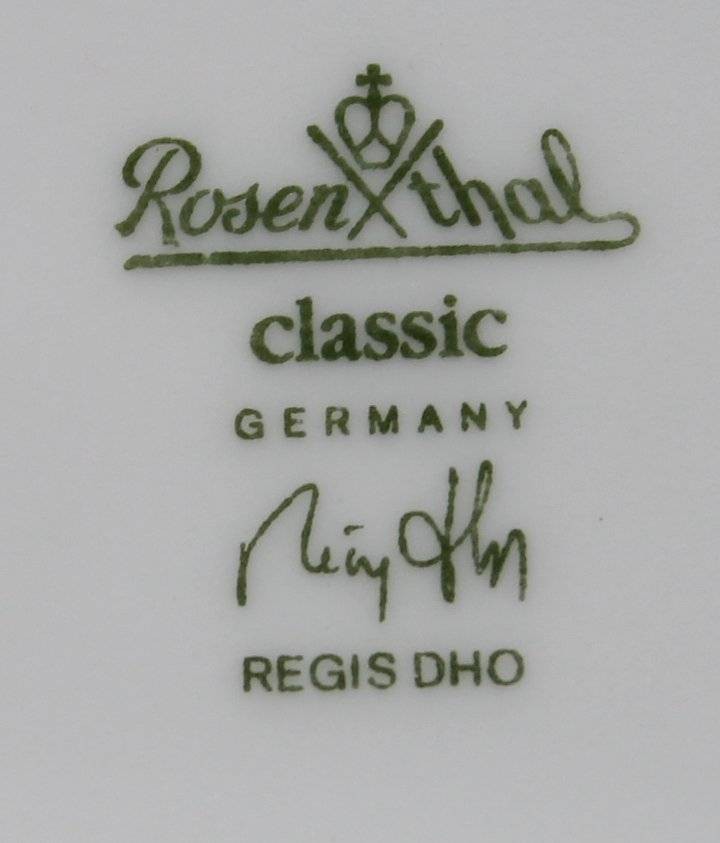 Rosenthal
classic
GERMANY
REGIS DHO